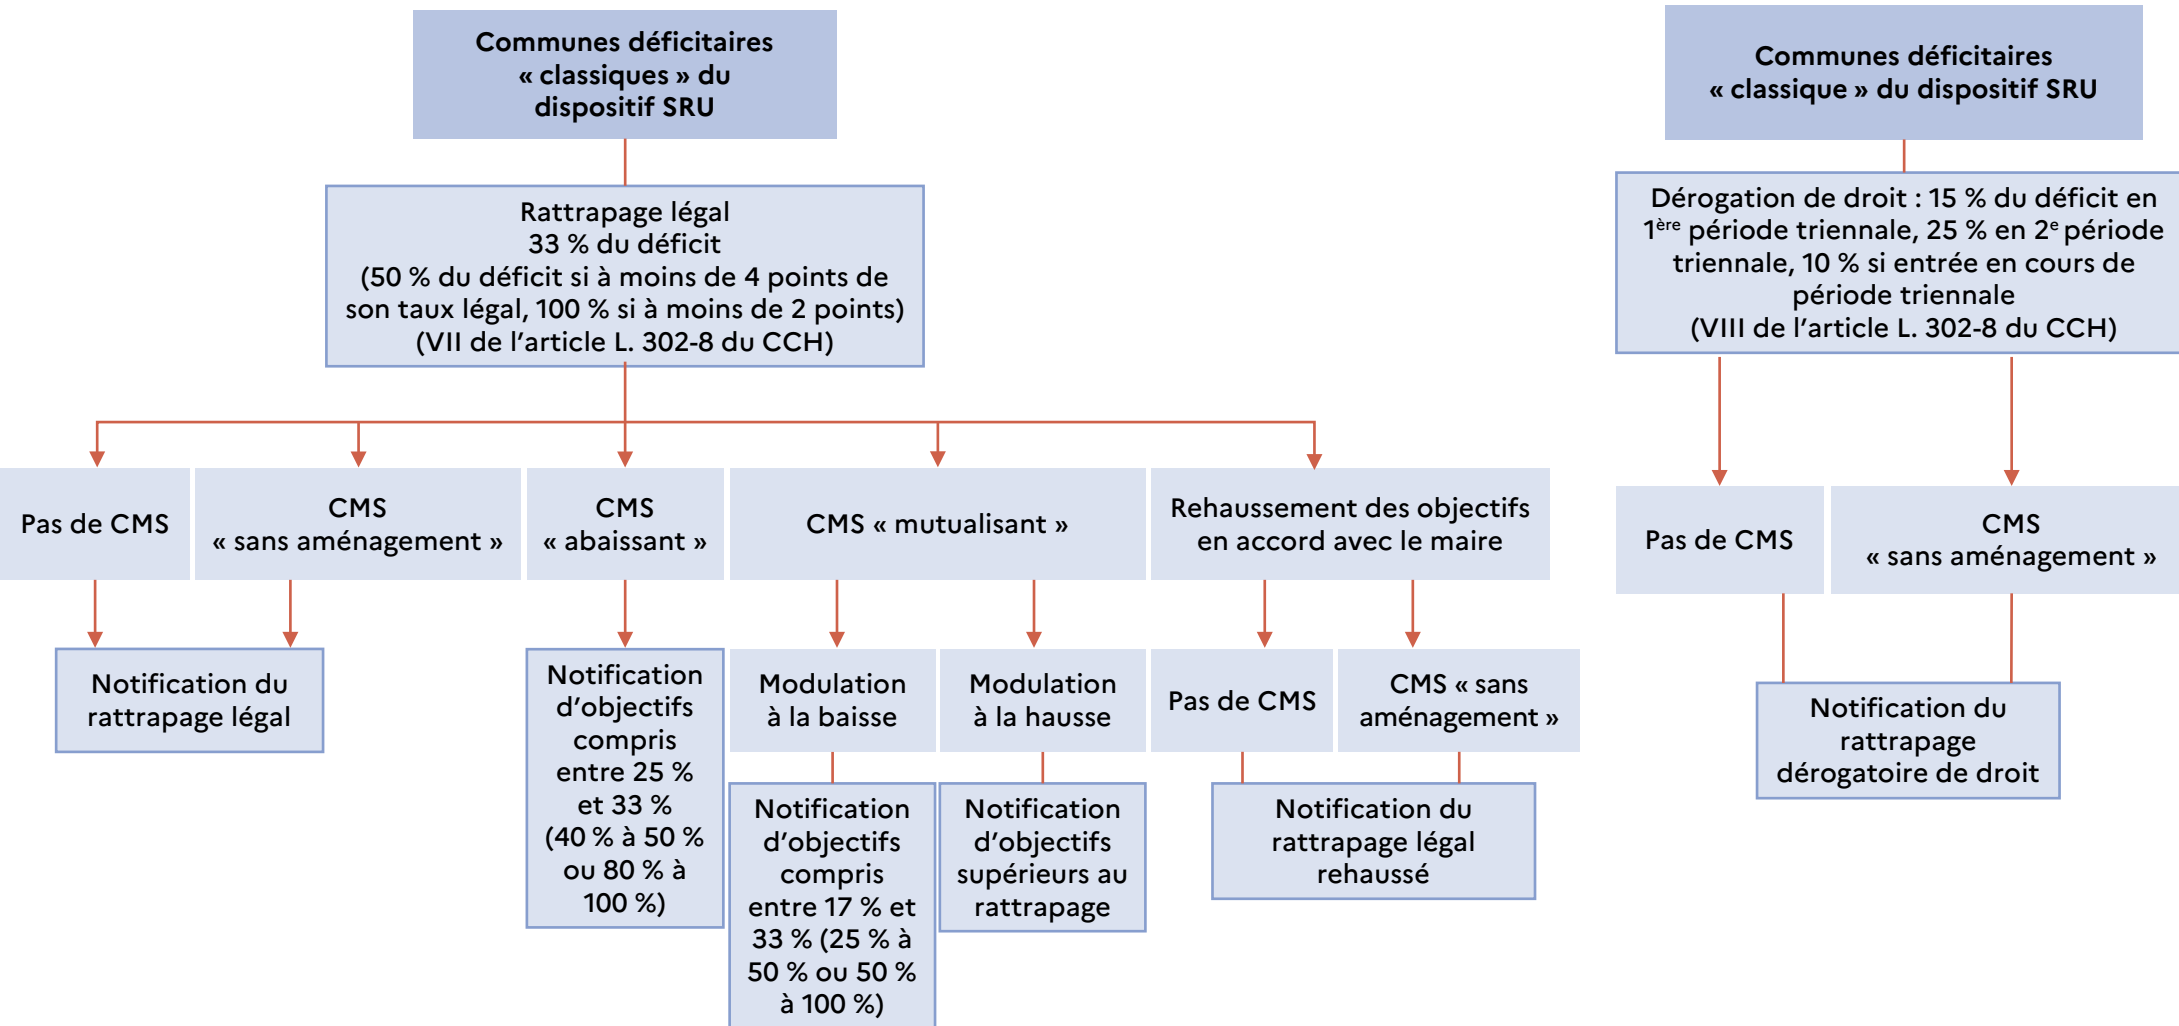 Communes déficitaires
« classiques » du
dispositif SRU
Rattrapage légal
33 % du déficit
(50 % du déficit si à moins de 4 points de
son taux légal, 100 % si à moins de 2 points)
(VII de l’article L. 302-8 du CCH)
Pas de CMS
CMS
« sans aménagement »
CMS
« abaissant »
CMS « mutualisant »
Rehaussement des objectifs
en accord avec le maire
Notification du
rattrapage légal
Notification
d’objectifs
compris
entre 25 %
et 33 %
(40 % à 50 %
ou 80 % à
100 %)
Modulation
à la baisse
Modulation
à la hausse
Pas de CMS
CMS « sans
aménagement »
Notification
d’objectifs
compris
entre 17 % et
33 % (25 % à
50 % ou 50 %
à 100 %)
Notification
d’objectifs
supérieurs au
rattrapage
Notification du
rattrapage légal
rehaussé
Communes déficitaires
« classique » du dispositif SRU
Dérogation de droit : 15 % du déficit en
1ère période triennale, 25 % en 2e période
triennale, 10 % si entrée en cours de
période triennale
(VIII de l’article L. 302-8 du CCH)
Pas de CMS
CMS
« sans aménagement »
Notification du
rattrapage
dérogatoire de droit